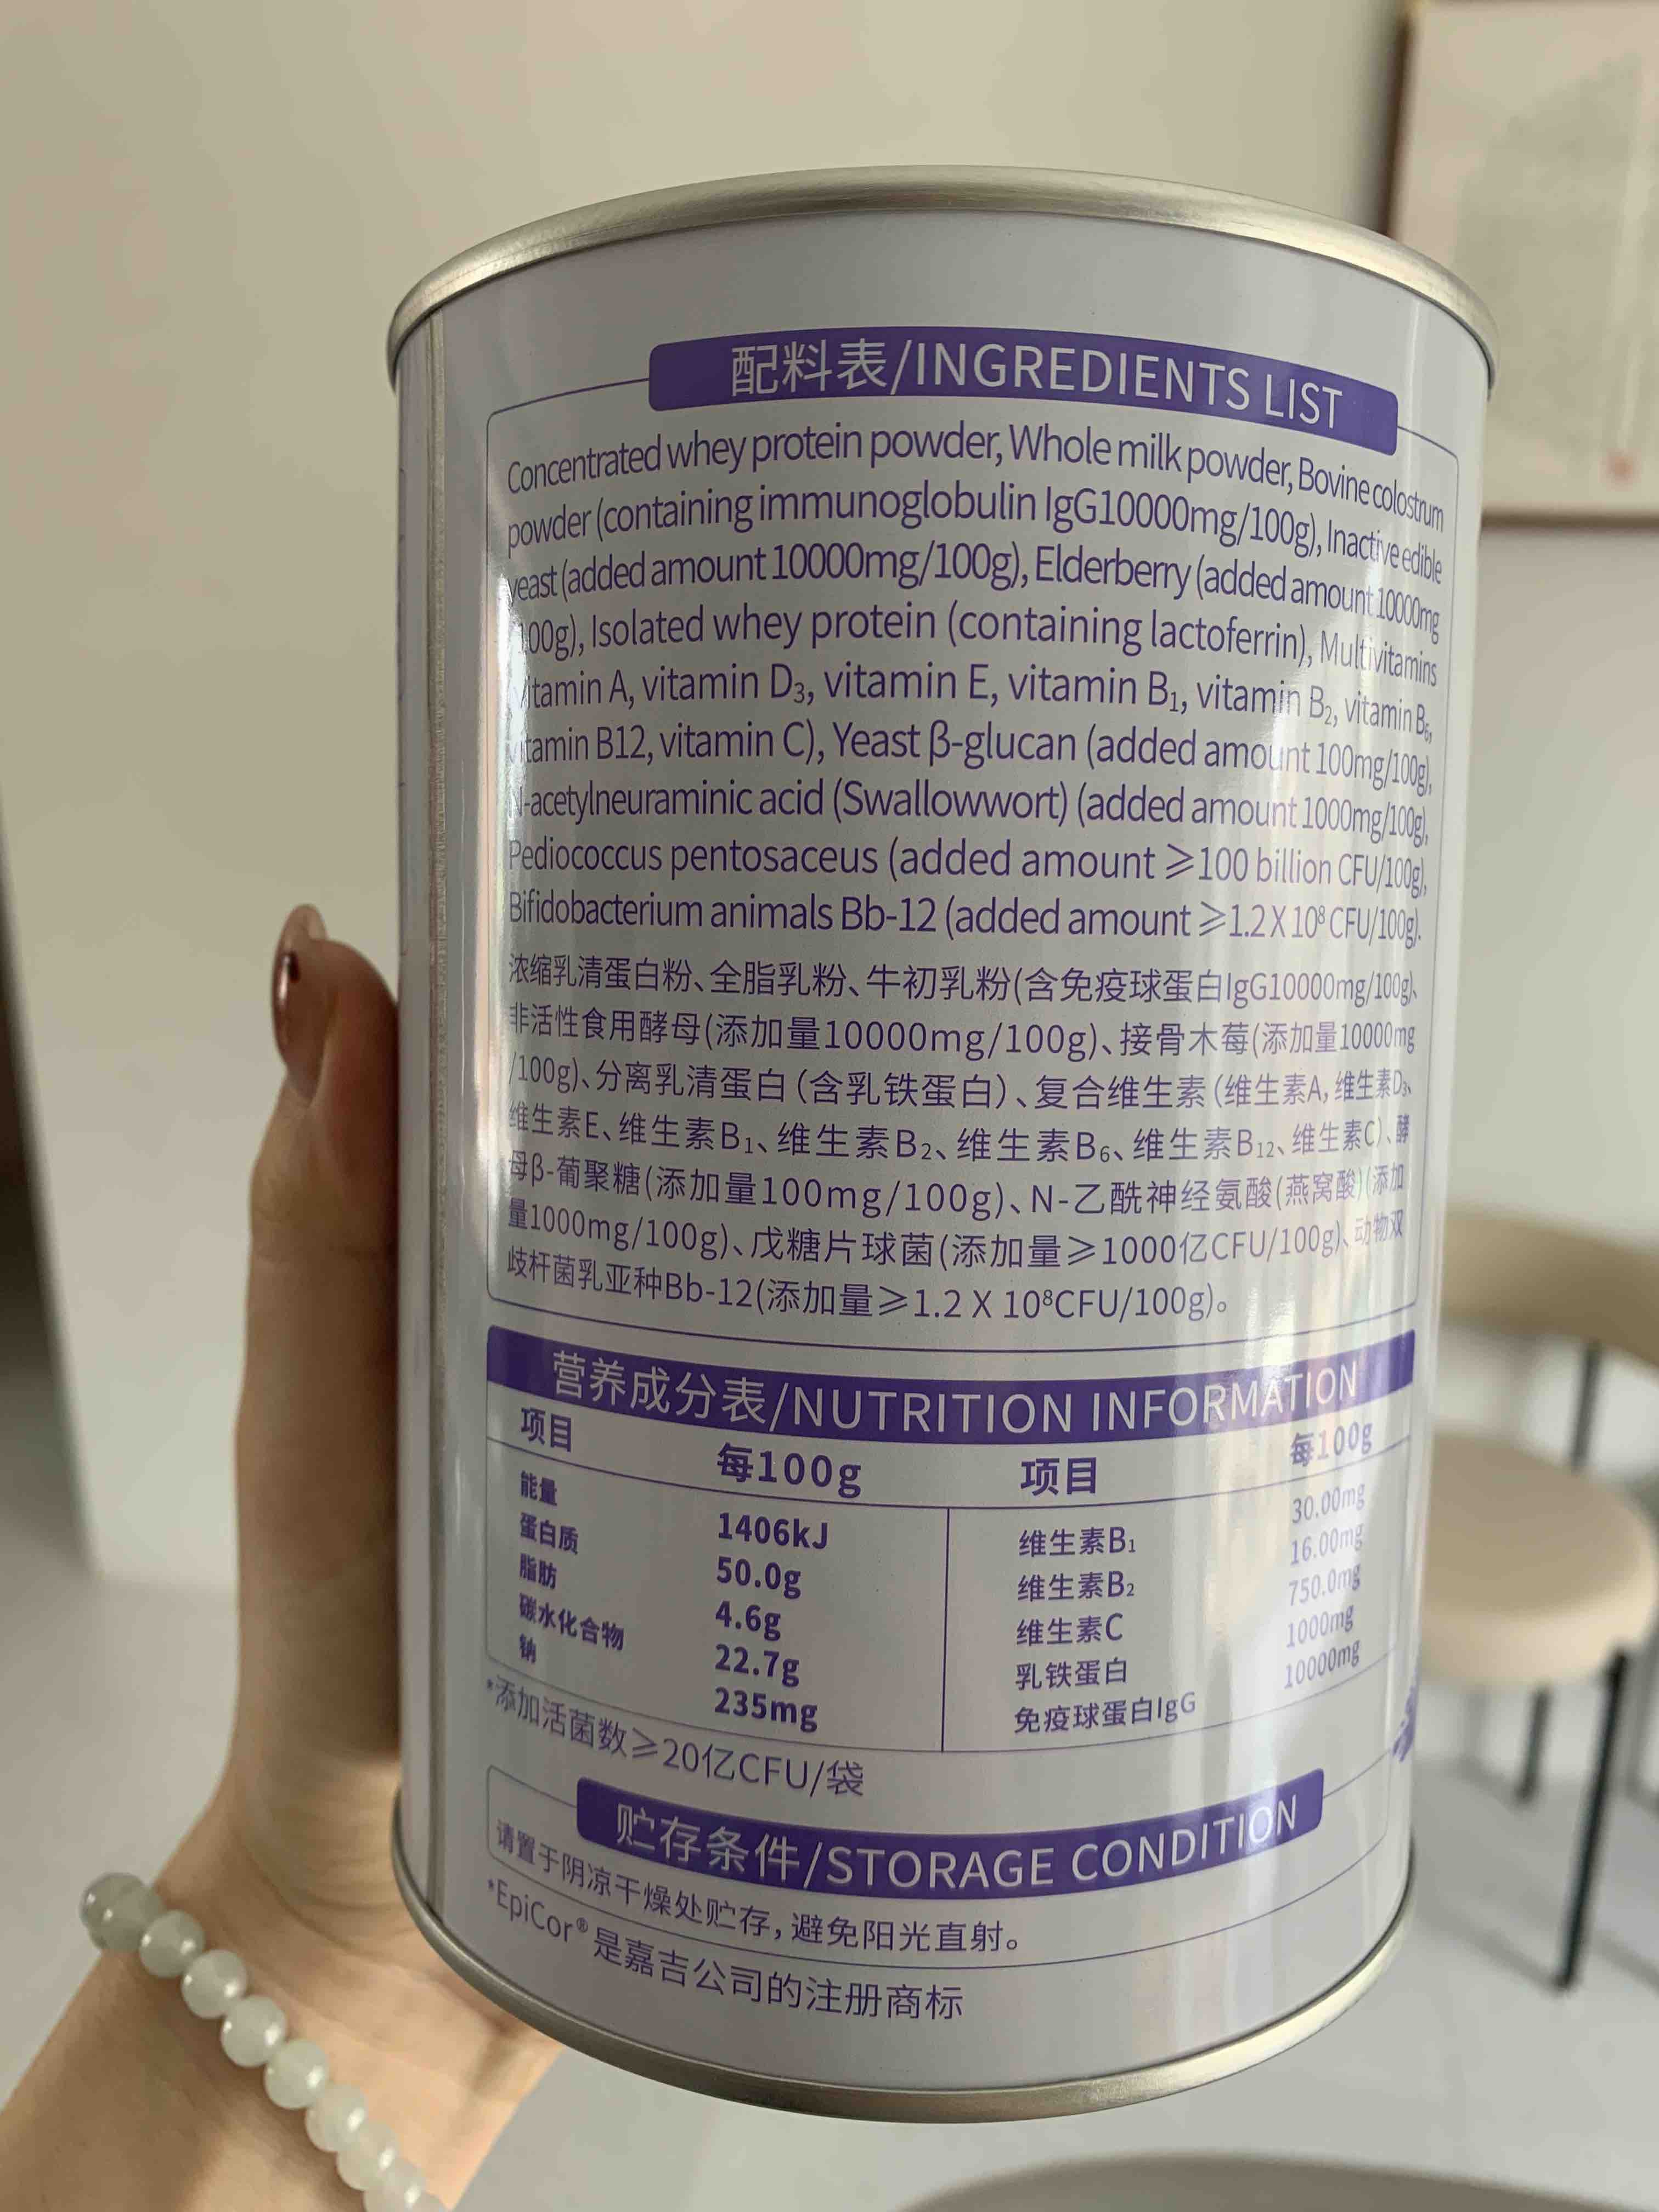 配料表/INGREDIENTS LIST
Concentrated whey protein powder, Whole milk powder, Bovine colostrum
powder (containing immunoglobulin IgG10000mg/100g), Inactive edible
yeast (added amount 10000mg/100g), Elderberry (added amount 10000mg
100g), Isolated whey protein (containing lactoferrin), Multivitamins
vitamin A, vitamin D₃, vitamin E, vitamin B₁, vitamin B₂, vitamin B₆,
vitamin B12, vitamin C), Yeast β-glucan (added amount 100mg/100g),
N-acetylneuraminic acid (Swallowwort) (added amount 1000mg/100g),
Pediococcus pentosaceus (added amount ⩾100 billion CFU/100g),
Bifidobacterium animals Bb-12 (added amount ⩾1.2 X 10⁸ CFU/100g).
浓缩乳清蛋白粉、全脂乳粉、牛初乳粉(含免疫球蛋白IgG10000mg/100g)、
非活性食用酵母(添加量10000mg/100g)、接骨木莓(添加量10000mg
/100g)、分离乳清蛋白(含乳铁蛋白)、复合维生素(维生素A,维生素D₃、
维生素E、维生素B₁、维生素B₂、维生素B₆、维生素B₁₂、维生素C)、酵
母β-葡聚糖(添加量100mg/100g)、N-乙酰神经氨酸(燕窝酸)(添加
量1000mg/100g)、戊糖片球菌(添加量⩾1000亿CFU/100g)、动物双
歧杆菌乳亚种Bb-12(添加量⩾1.2 X 10⁸CFU/100g)。
营养成分表/NUTRITION INFORMATION
项目 每100g 项目 每100g
能量 1406kJ 维生素B₁ 30.00mg
蛋白质 50.0g 维生素B₂ 16.00mg
脂肪 4.6g 维生素C 750.0mg
碳水化合物 22.7g 乳铁蛋白 1000mg
钠 235mg 免疫球蛋白IgG 10000mg
*添加活菌数⩾20亿CFU/袋
贮存条件/STORAGE CONDITION
请置于阴凉干燥处贮存,避免阳光直射。
*EpiCor®是嘉吉公司的注册商标